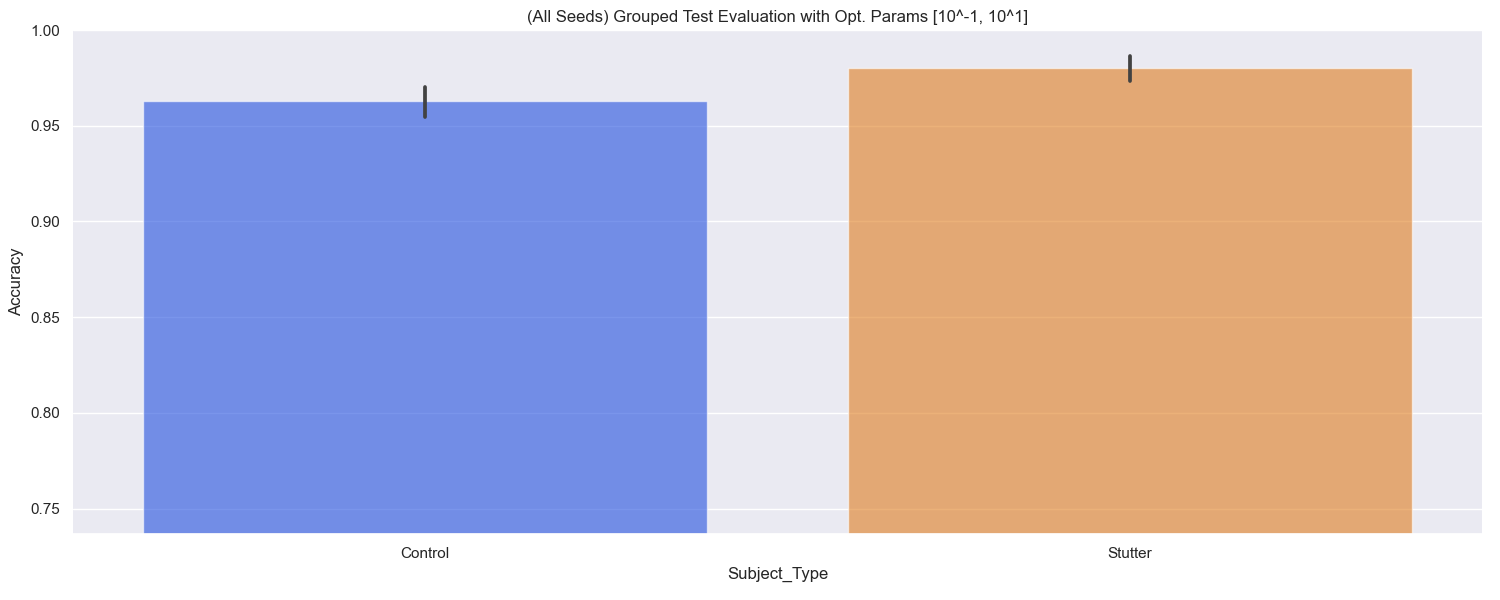 (All Seeds) Grouped Test Evaluation with Opt. Params [10^-1, 10^1]
1.00
0.95
0.90
0.85
0.80
0.75
Accuracy
Control
Stutter
Subject_Type